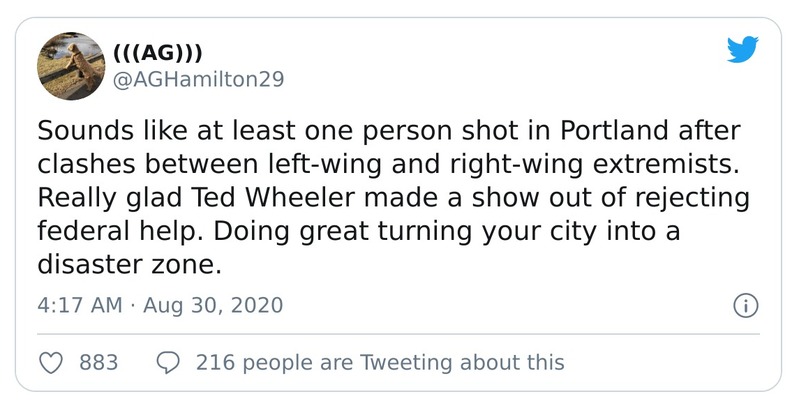 (((AG)))
@AGHamilton29
Sounds like at least one person shot in Portland after
clashes between left-wing and right-wing extremists.
Really glad Ted Wheeler made a show out of rejecting
federal help. Doing great turning your city into a
disaster zone.
4:17 AM · Aug 30, 2020
883 216 people are Tweeting about this